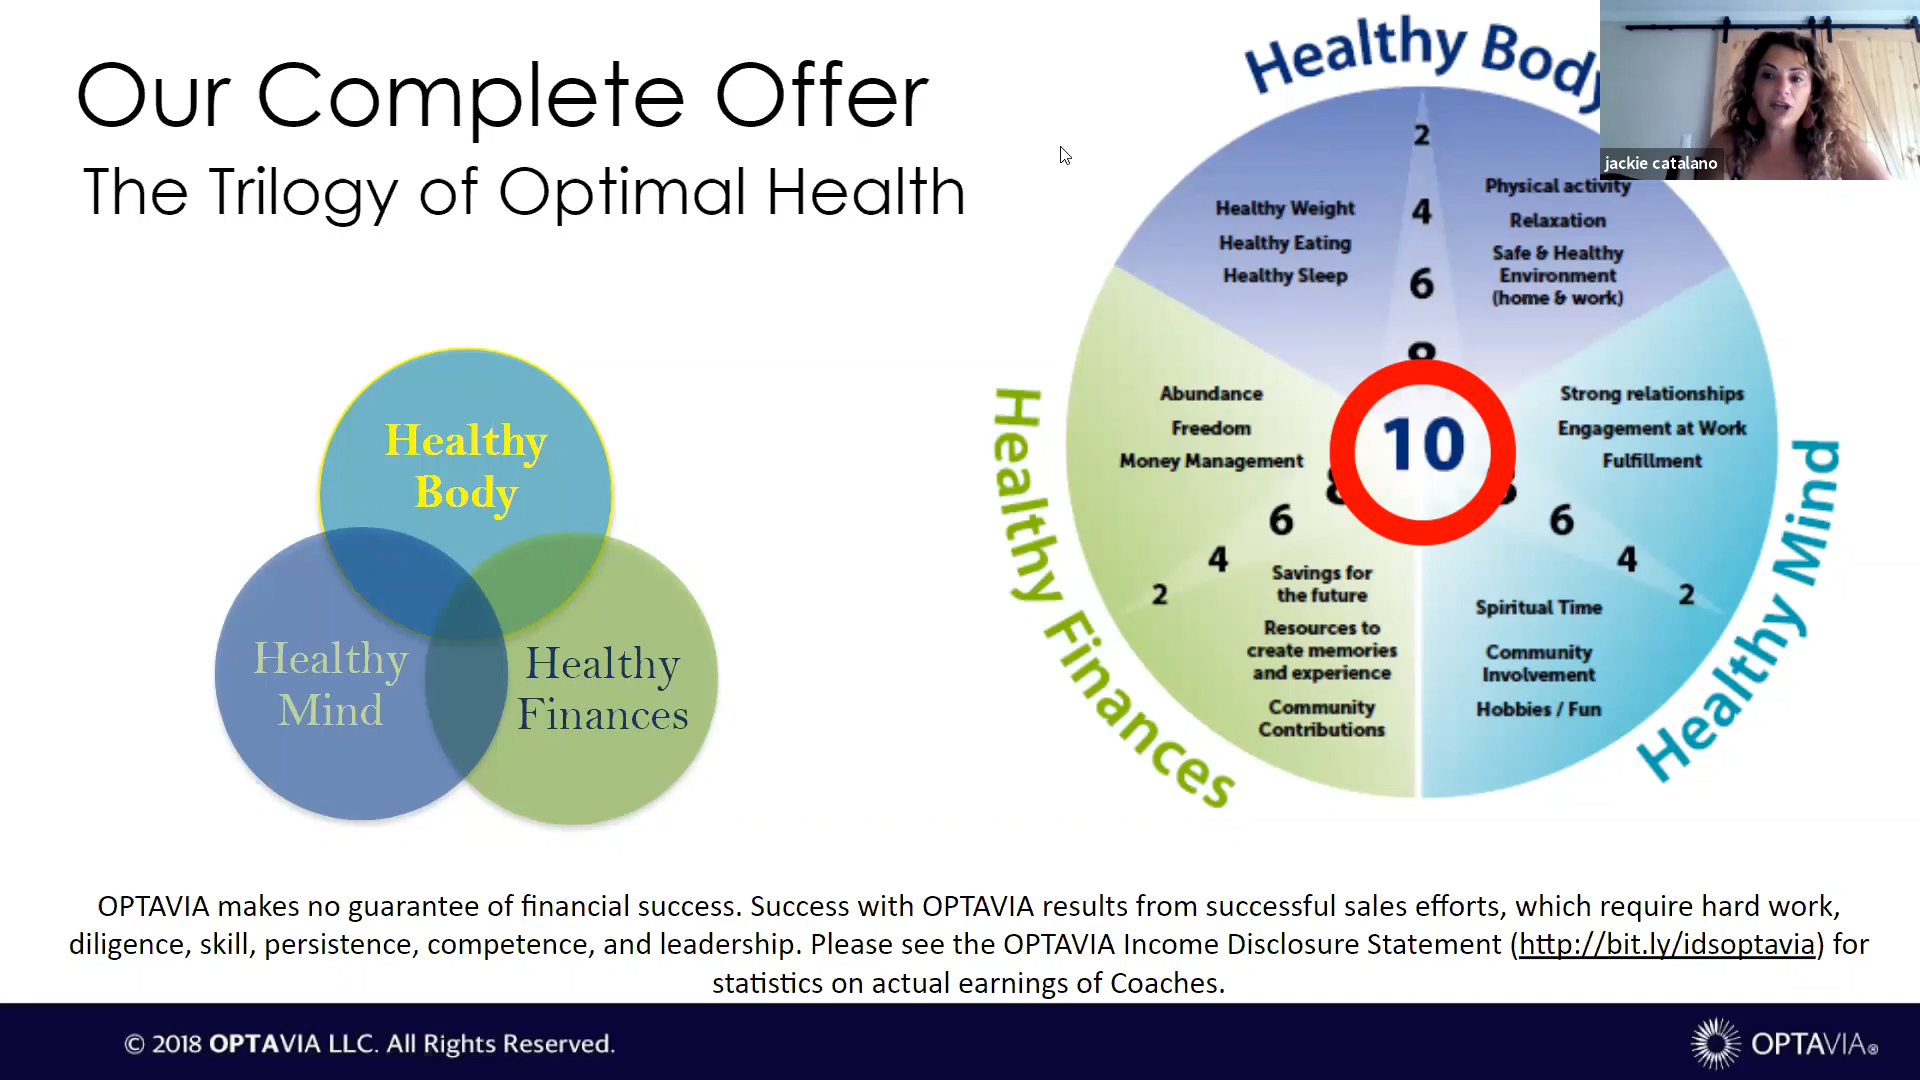 Our Complete Offer
The Trilogy of Optimal Health
Healthy
Body
Healthy
Mind
Healthy
Finances
Healthy Body
jackie catalano
2
4
6
8
Healthy Weight
Healthy Eating
Healthy Sleep
Physical activity
Relaxation
Safe & Healthy
Environment
(home & work)
10
Healthy Finances
Abundance
Freedom
Money Management
8
6
4
2
Savings for
the future
Resources to
create memories
and experience
Community
Contributions
Healthy Mind
Strong relationships
Engagement at Work
Fulfillment
8
6
4
2
Spiritual Time
Community
Involvement
Hobbies / Fun
OPTAVIA makes no guarantee of financial success. Success with OPTAVIA results from successful sales efforts, which require hard work,
diligence, skill, persistence, competence, and leadership. Please see the OPTAVIA Income Disclosure Statement (http://bit.ly/idsoptavia) for
statistics on actual earnings of Coaches.
© 2018 OPTAVIA LLC. All Rights Reserved.
OPTAVIA®